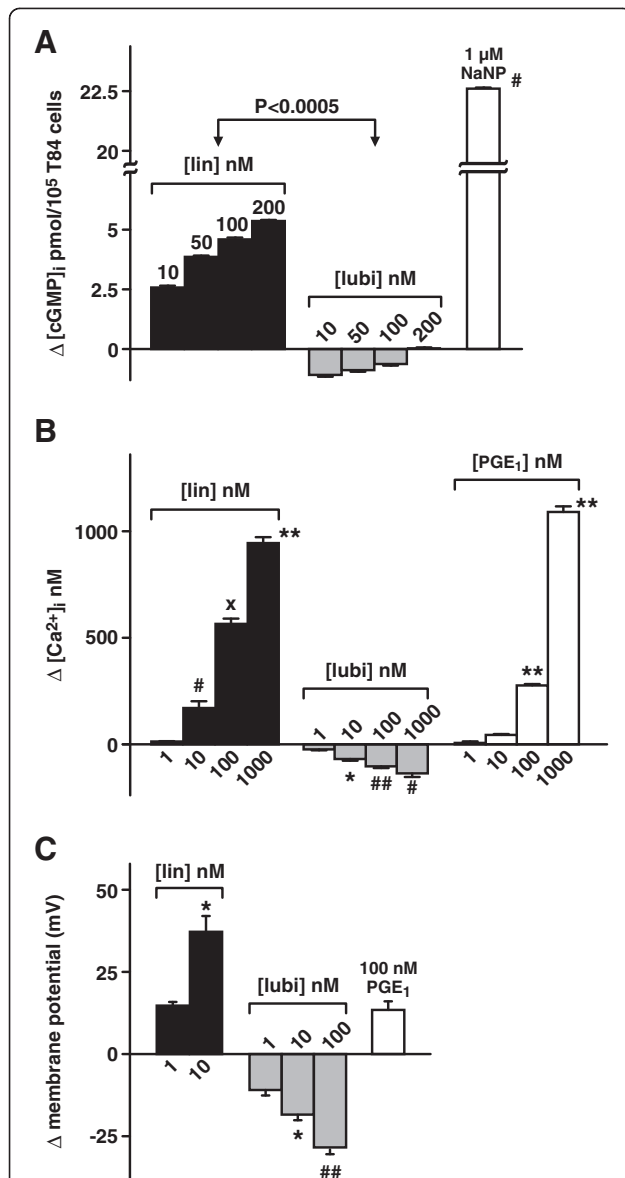 A
Δ [cGMP]i pmol/10⁵ T84 cells
22.5
20
5
2.5
0
P<0.0005
[lin] nM
10
50
100
200
[lubi] nM
10
50
100
200
1 µM
NaNP
#
B
Δ [Ca²⁺]i nM
1000
500
0
[lin] nM
#
x
**
1
10
100
1000
[lubi] nM
1
10
100
1000
*
##
#
[PGE₁] nM
**
**
1
10
100
1000
C
Δ membrane potential (mV)
50
25
0
-25
[lin] nM
*
1
10
[lubi] nM
1
10
100
*
##
100 nM
PGE₁